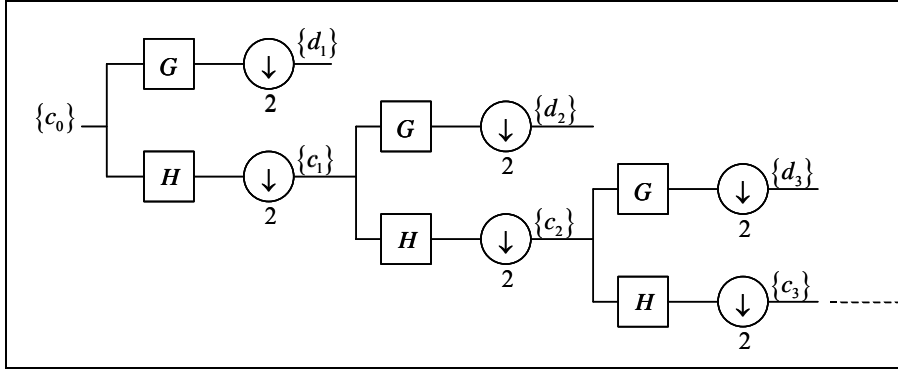 {d₁}
G
↓
2
{c₀}
{c₁}
H
↓
2
{d₂}
G
↓
2
{c₂}
H
↓
2
{d₃}
G
↓
2
{c₃}
H
↓
2